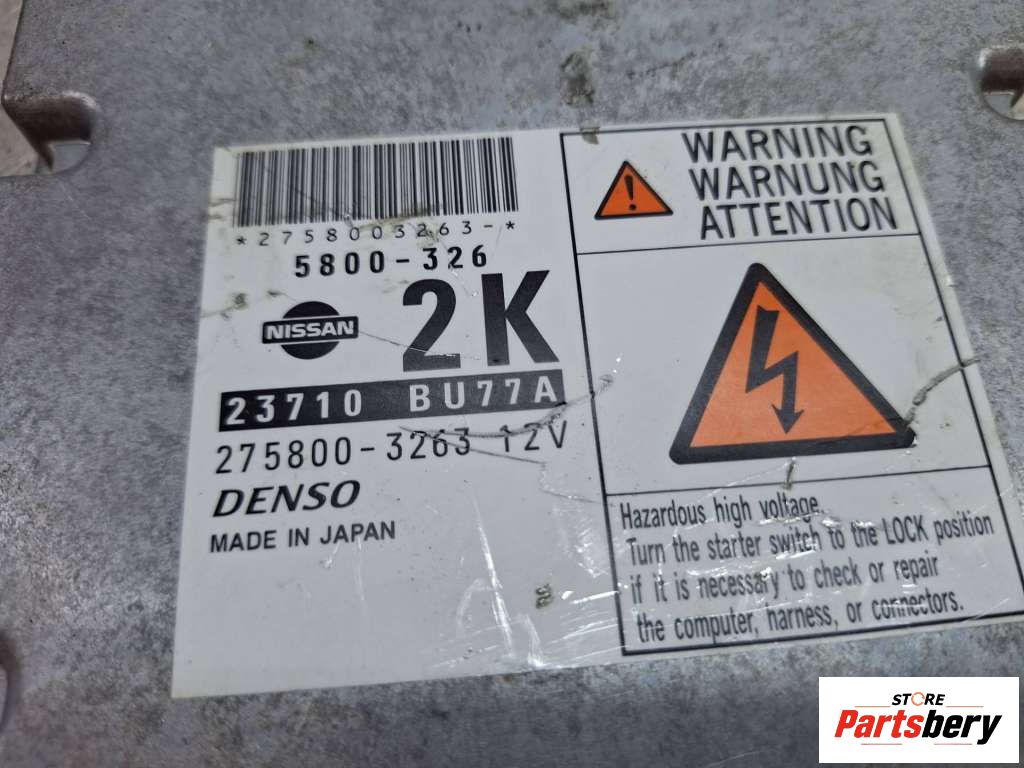 *2758003263-*
5800-326
NISSAN
2K
23710 BU77A
275800-3263 12V
DENSO
MADE IN JAPAN
WARNING
WARNUNG
ATTENTION
Hazardous high voltage.
Turn the starter switch to the LOCK position
if it is necessary to check or repair
the computer, harness, or connectors.
STORE
Partsbery